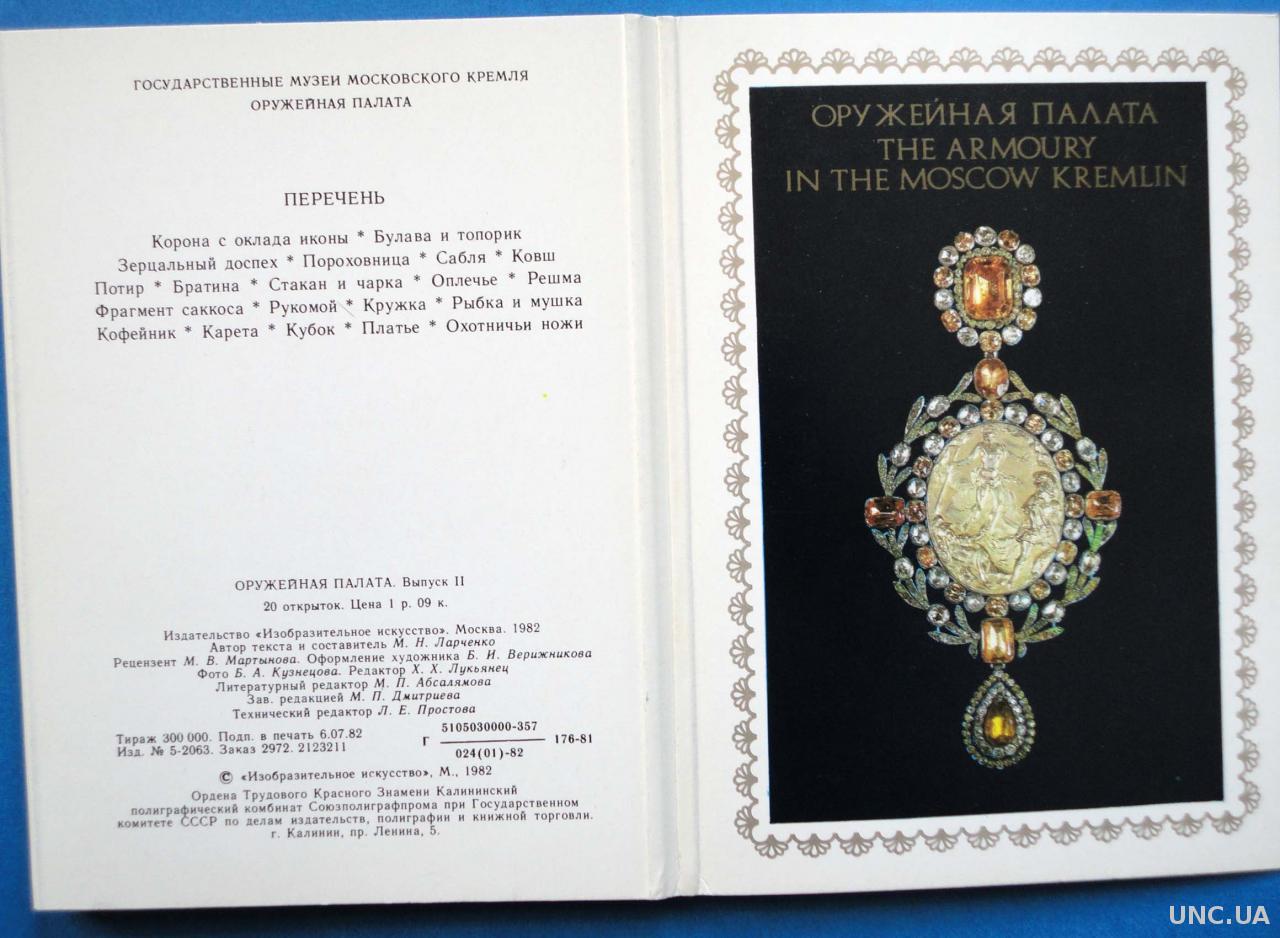 ГОСУДАРСТВЕННЫЕ МУЗЕИ МОСКОВСКОГО КРЕМЛЯ
ОРУЖЕЙНАЯ ПАЛАТА
ПЕРЕЧЕНЬ
Корона с оклада иконы * Булава и топорик
Зерцальный доспех * Пороховница * Сабля * Ковш
Потир * Братина * Стакан и чарка * Оплечье * Решма
Фрагмент саккоса * Рукомой * Кружка * Рыбка и мушка
Кофейник * Карета * Кубок * Платье * Охотничьи ножи
ОРУЖЕЙНАЯ ПАЛАТА. Выпуск II
20 открыток. Цена 1 р. 09 к.
Издательство «Изобразительное искусство». Москва. 1982
Автор текста и составитель М. Н. Ларченко
Рецензент М. В. Мартынова. Оформление художника Б. И. Верижникова
Фото Б. А. Кузнецова. Редактор Х. Х. Лукьянец
Литературный редактор М. П. Абсалямова
Зав. редакцией М. П. Дмитриева
Технический редактор Л. Е. Простова
Тираж 300 000. Подп. в печать 6.07.82
Изд. № 5-2063. Заказ 2972. 2123211
Г 5105030000-357 176-81
024(01)-82
© «Изобразительное искусство», М., 1982
Ордена Трудового Красного Знамени Калининский
полиграфический комбинат Союзполиграфпрома при Государственном
комитете СССР по делам издательств, полиграфии и книжной торговли.
г. Калинин, пр. Ленина, 5.
ОРУЖЕЙНАЯ ПАЛАТА
THE ARMOURY
IN THE MOSCOW KREMLIN
UNC.UA